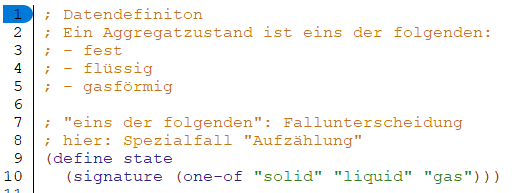 1 ; Datendefiniton
2 ; Ein Aggregatzustand ist eins der folgenden:
3 ; - fest
4 ; - flüssig
5 ; - gasförmig
6
7 ; "eins der folgenden": Fallunterscheidung
8 ; hier: Spezialfall "Aufzählung"
9 (define state
10   (signature (one-of "solid" "liquid" "gas")))